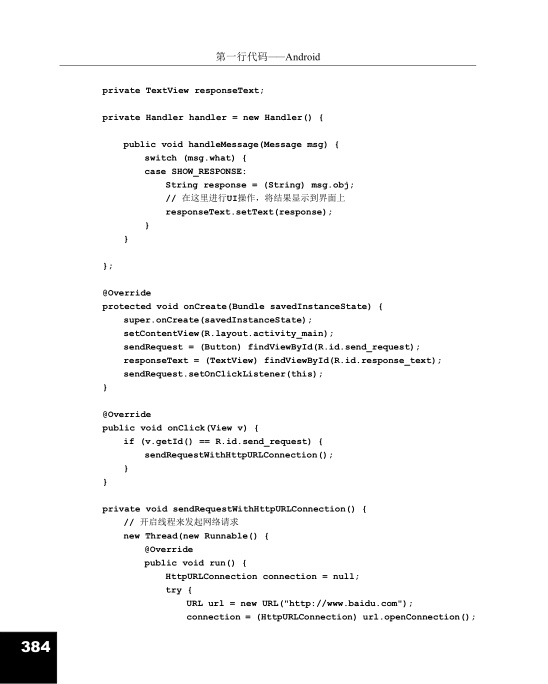 第一行代码——Android
private TextView responseText;
private Handler handler = new Handler() {
public void handleMessage(Message msg) {
switch (msg.what) {
case SHOW_RESPONSE:
String response = (String) msg.obj;
// 在这里进行UI操作，将结果显示到界面上
responseText.setText(response);
}
}
};
@Override
protected void onCreate(Bundle savedInstanceState) {
super.onCreate(savedInstanceState);
setContentView(R.layout.activity_main);
sendRequest = (Button) findViewById(R.id.send_request);
responseText = (TextView) findViewById(R.id.response_text);
sendRequest.setOnClickListener(this);
}
@Override
public void onClick(View v) {
if (v.getId() == R.id.send_request) {
sendRequestWithHttpURLConnection();
}
}
private void sendRequestWithHttpURLConnection() {
// 开启线程来发起网络请求
new Thread(new Runnable() {
@Override
public void run() {
HttpURLConnection connection = null;
try {
URL url = new URL("http://www.baidu.com");
connection = (HttpURLConnection) url.openConnection();
384